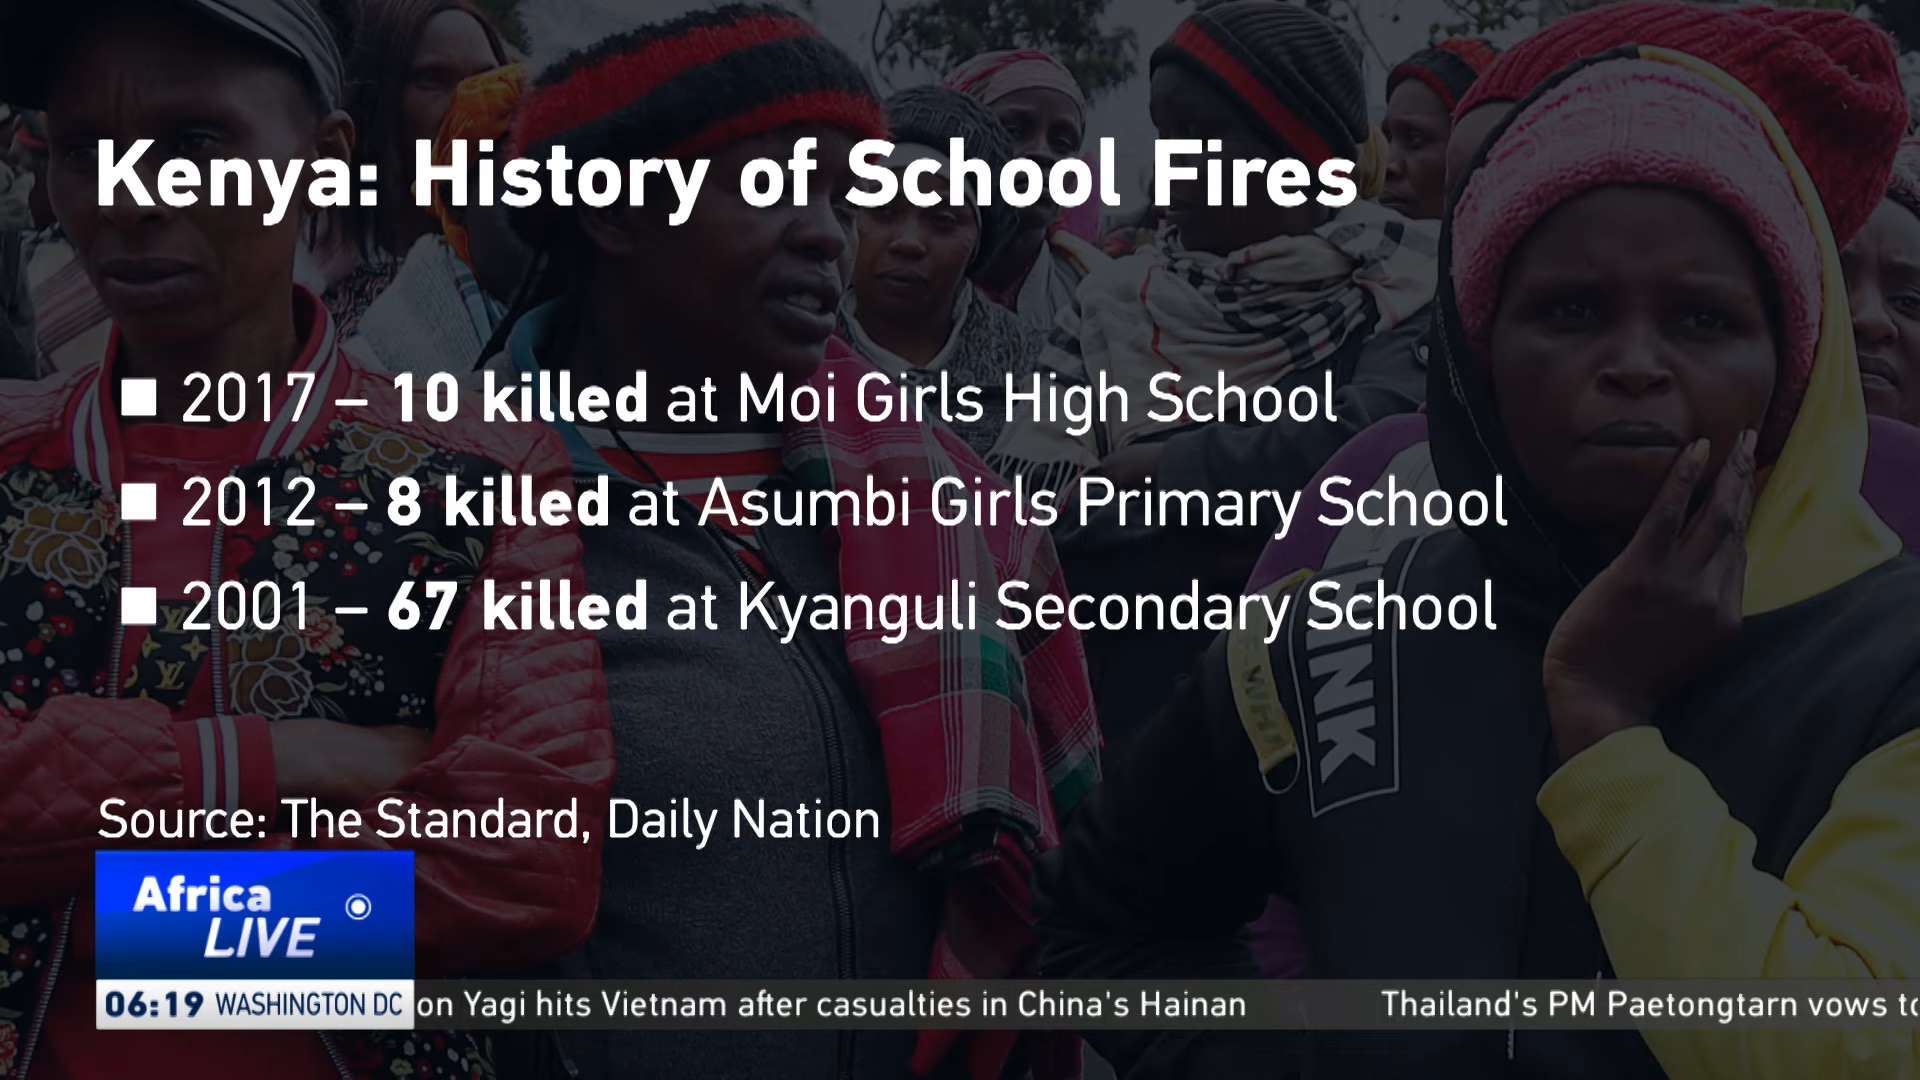 Kenya: History of School Fires
■ 2017 – 10 killed at Moi Girls High School
■ 2012 – 8 killed at Asumbi Girls Primary School
■ 2001 – 67 killed at Kyanguli Secondary School
INK
Source: The Standard, Daily Nation
Africa
LIVE
06:19 WASHINGTON DC
on Yagi hits Vietnam after casualties in China's Hainan
Thailand's PM Paetongtarn vows to